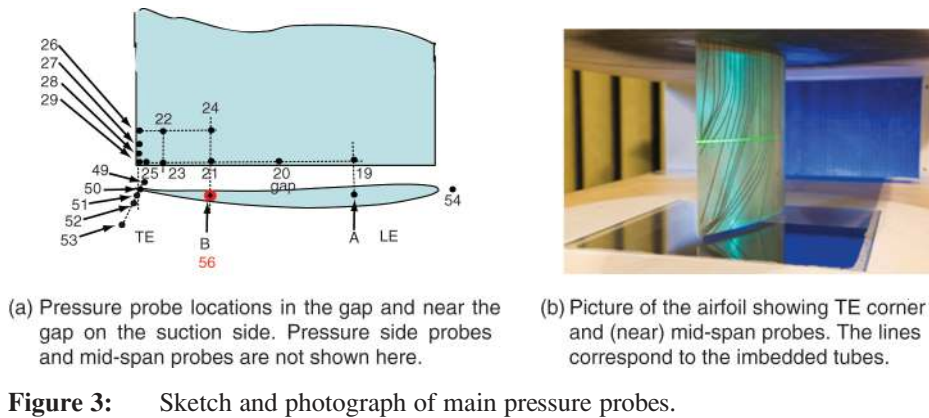 26
27
28
29
22
24
25
23
21
20
19
gap
49
50
51
52
53
54
TE
B
A
LE
56
(a) Pressure probe locations in the gap and near the
gap on the suction side. Pressure side probes
and mid-span probes are not shown here.
(b) Picture of the airfoil showing TE corner
and (near) mid-span probes. The lines
correspond to the imbedded tubes.
Figure 3: Sketch and photograph of main pressure probes.